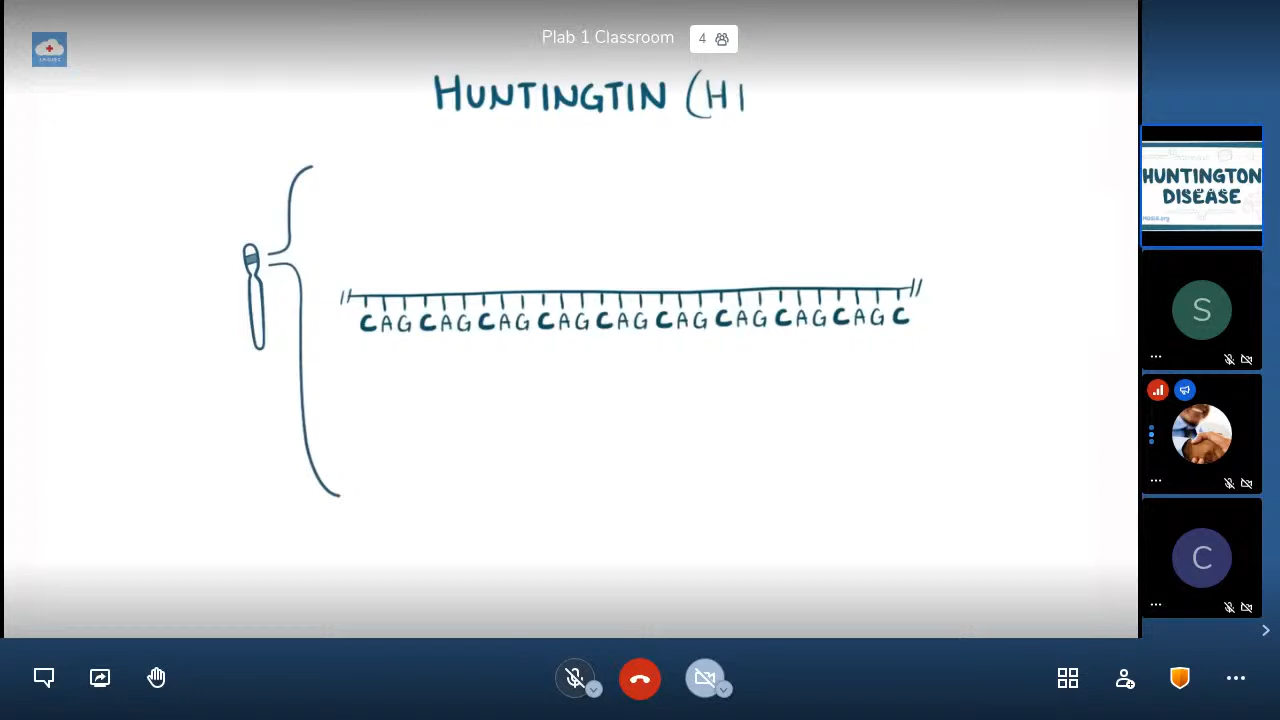 Plab 1 Classroom 4
HUNTINGTIN (HI
HUNTINGTON
DISEASE
S
CAGCAGCAGCAGCAGCAGCAGCAGCAGC
C